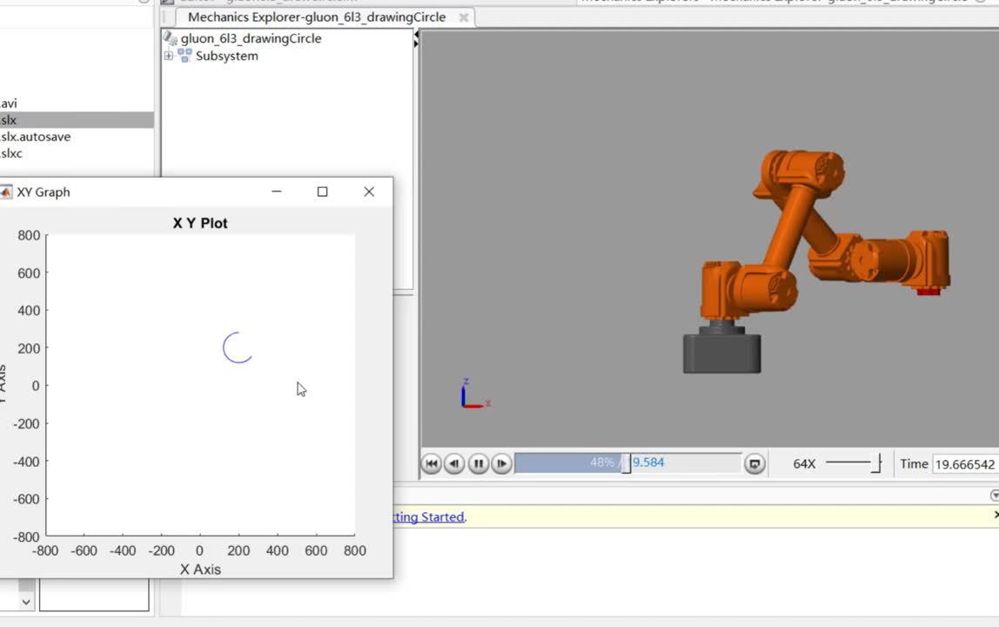 Mechanics Explorer-gluon_6l3_drawingCircle
gluon_6l3_drawingCircle
Subsystem
.avi
.slx
.slx.autosave
.slxc
XY Graph
X Y Plot
800
600
400
200
0
-200
-400
-600
-800
-800 -600 -400 -200 0 200 400 600 800
X Axis
Y Axis
z
x
48% / 9.584
64X
Time 19.666542
tting Started.